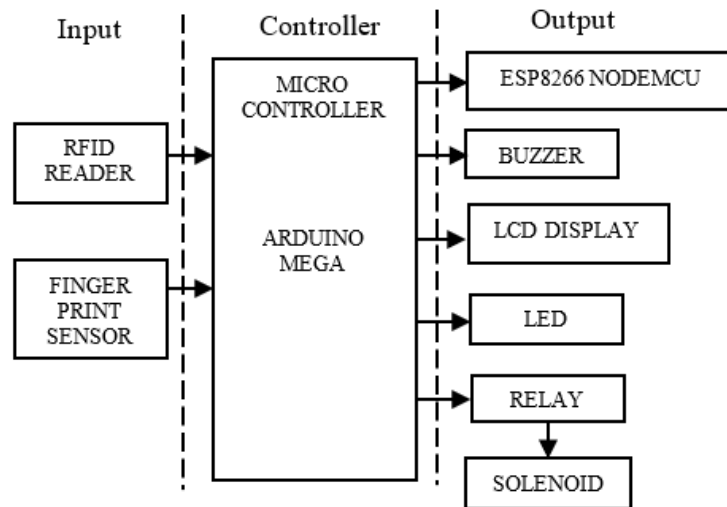 Input
Controller
Output
RFID
READER
FINGER
PRINT
SENSOR
MICRO
CONTROLLER
ARDUINO
MEGA
ESP8266 NODEMCU
BUZZER
LCD DISPLAY
LED
RELAY
SOLENOID